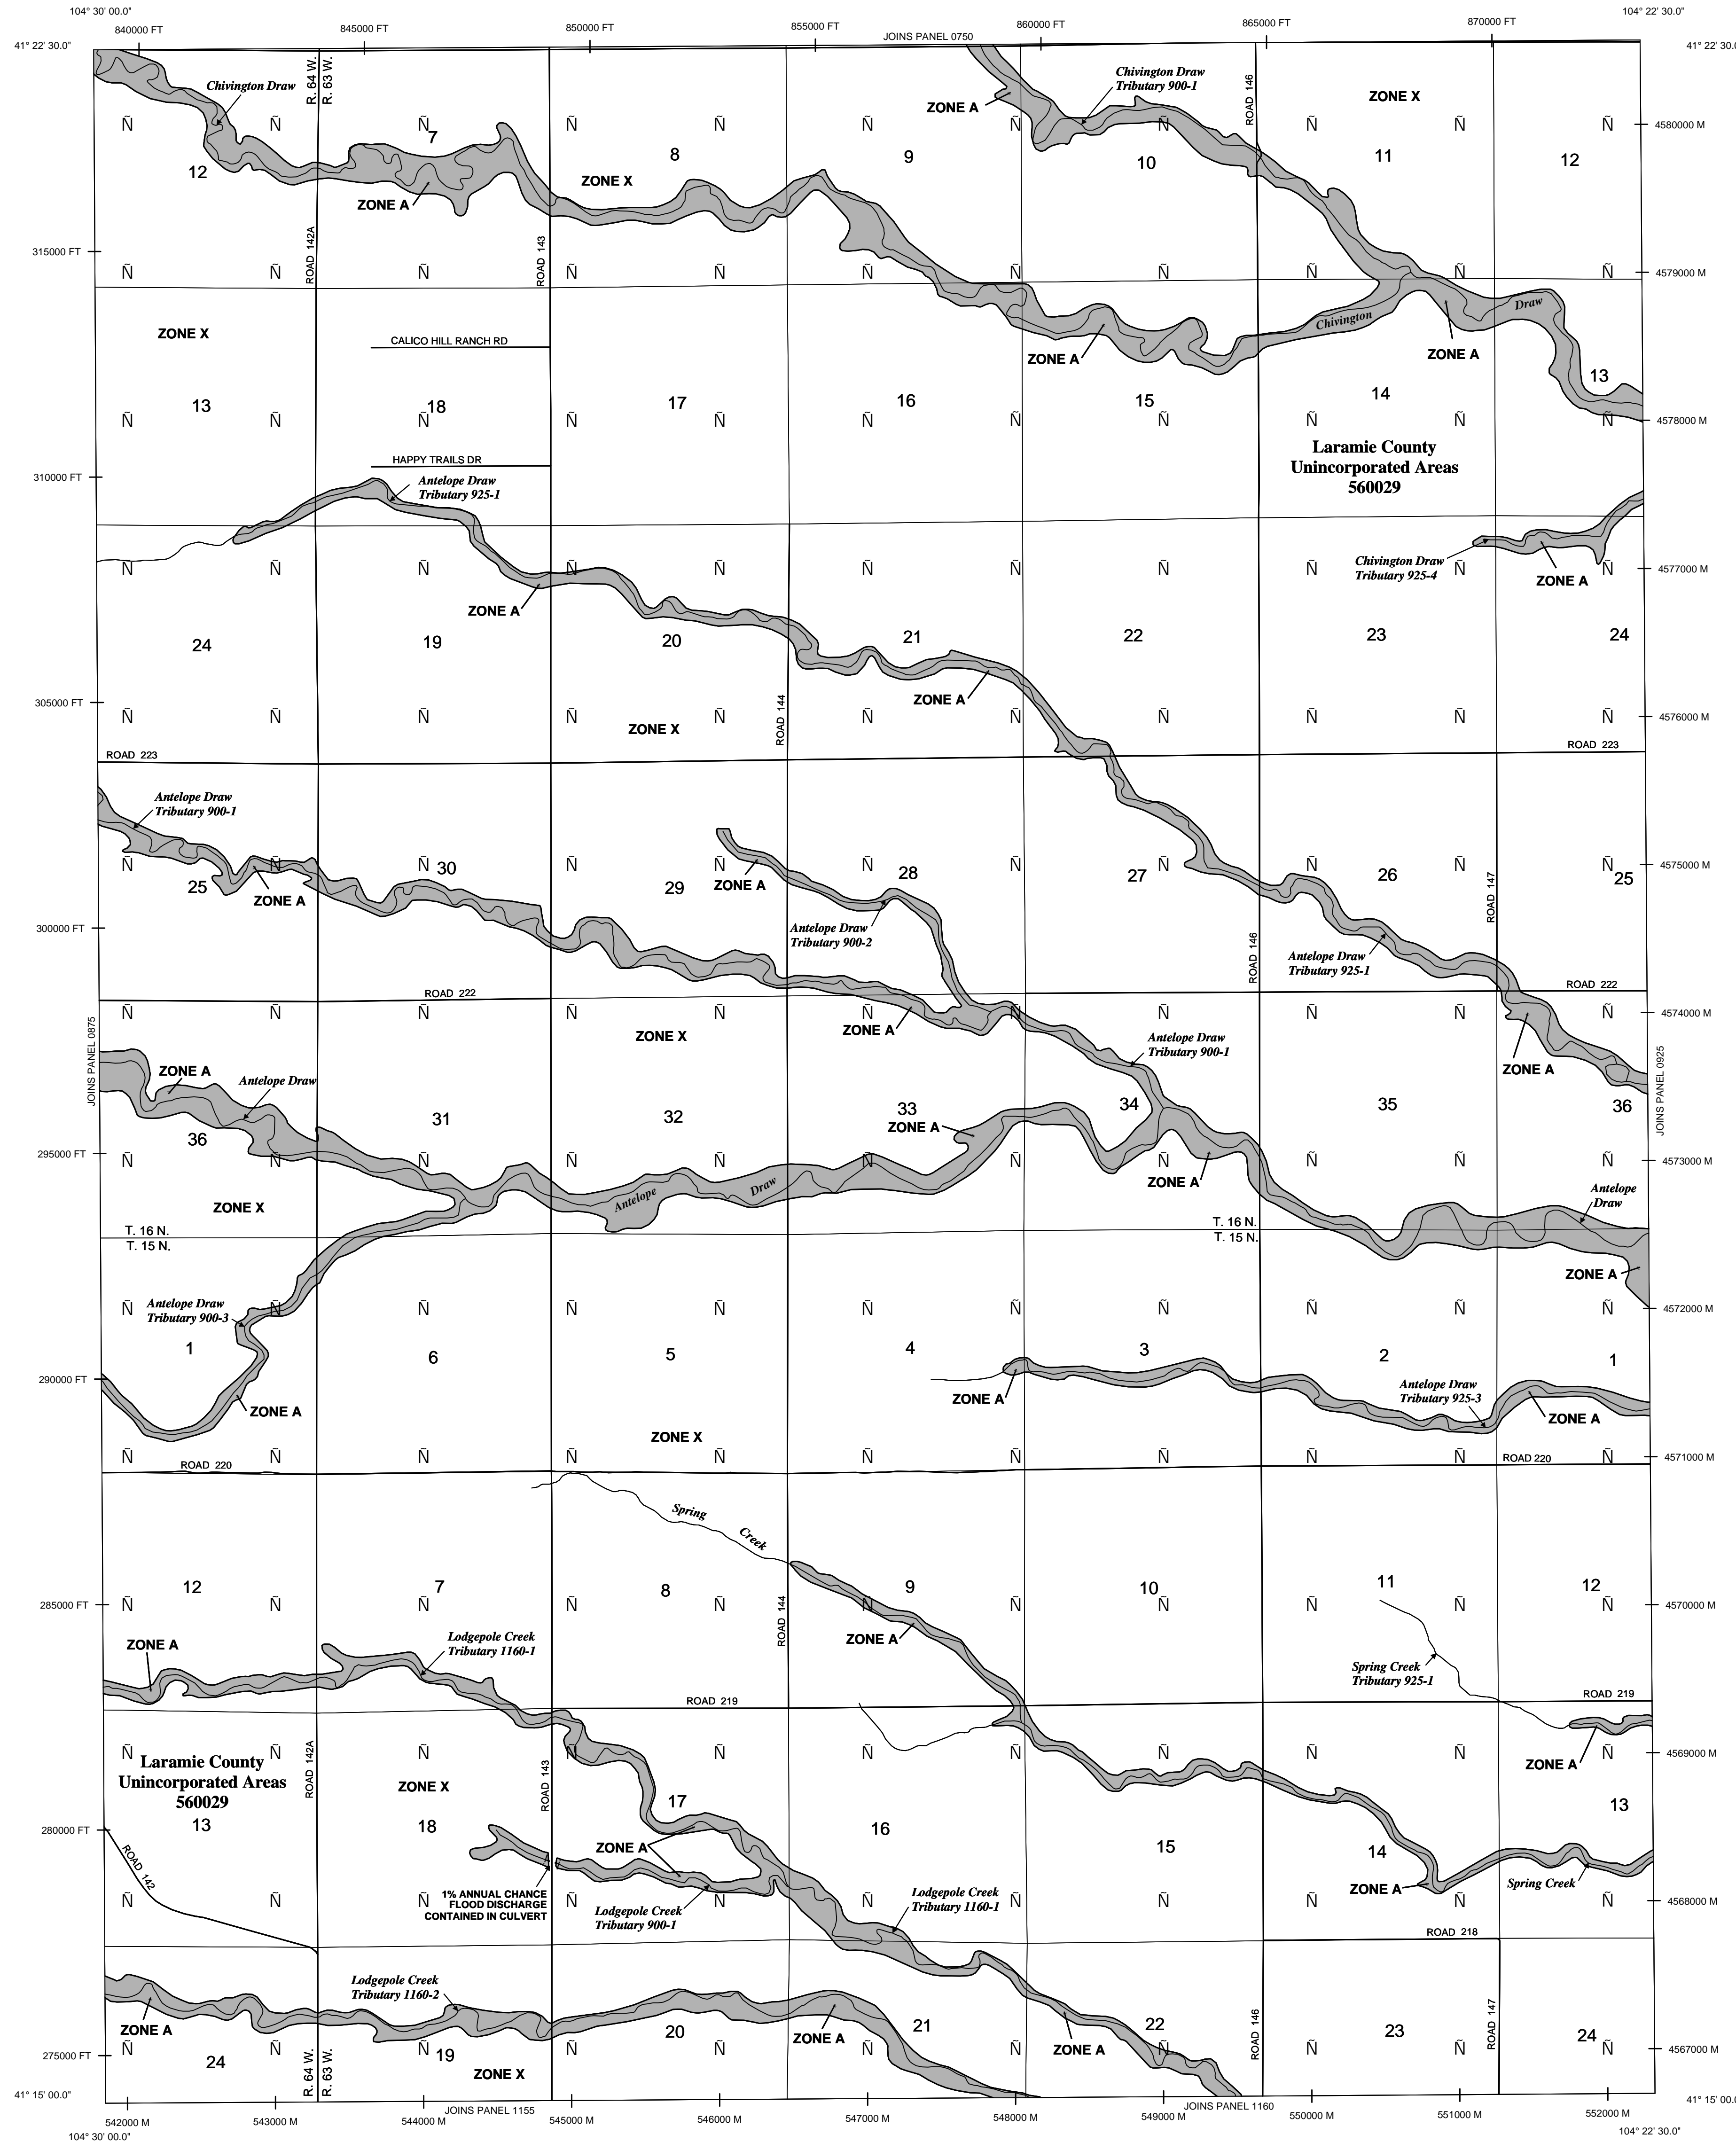 104° 30' 00.0"
104° 22' 30.0"
840000 FT
845000 FT
850000 FT
855000 FT
860000 FT
865000 FT
870000 FT
JOINS PANEL 0750
41° 22' 30.0"
41° 22' 30.0"
R. 64 W.
R. 63 W.
Chivington Draw
Chivington Draw
Tributary 900-1
ROAD 146
ZONE X
ZONE A
Ñ Ñ Ñ Ñ Ñ Ñ Ñ Ñ Ñ Ñ
4580000 M
7
8
9
10
11
12
12
ZONE X
ZONE A
ROAD 142A
ROAD 143
315000 FT
Ñ Ñ Ñ Ñ Ñ Ñ Ñ Ñ Ñ Ñ
4579000 M
Draw
Chivington
ZONE X
CALICO HILL RANCH RD
ZONE A
ZONE A
13
13
18
17
16
15
14
Ñ Ñ Ñ Ñ Ñ Ñ Ñ Ñ Ñ Ñ
4578000 M
Laramie County
Unincorporated Areas
560029
HAPPY TRAILS DR
310000 FT
Antelope Draw
Tributary 925-1
Chivington Draw
Tributary 925-4
ZONE A
Ñ Ñ Ñ Ñ Ñ Ñ Ñ Ñ Ñ Ñ
4577000 M
ZONE A
24
19
20
21
22
23
24
ZONE A
305000 FT
ROAD 144
Ñ Ñ Ñ Ñ Ñ Ñ Ñ Ñ Ñ Ñ
4576000 M
ZONE X
ROAD 223
ROAD 223
Antelope Draw
Tributary 900-1
Ñ Ñ Ñ Ñ Ñ Ñ Ñ Ñ Ñ Ñ
4575000 M
25
30
29
28
27
26
25
ZONE A
ZONE A
ROAD 147
300000 FT
Antelope Draw
Tributary 900-2
ROAD 146
Antelope Draw
Tributary 925-1
ROAD 222
ROAD 222
Ñ Ñ Ñ Ñ Ñ Ñ Ñ Ñ Ñ Ñ
4574000 M
JOINS PANEL 0875
JOINS PANEL 0925
ZONE X
ZONE A
Antelope Draw
Tributary 900-1
ZONE A
ZONE A
Antelope Draw
36
31
32
33
34
35
36
ZONE A
295000 FT
Ñ Ñ Ñ Ñ Ñ Ñ Ñ Ñ Ñ Ñ
4573000 M
ZONE A
Antelope
Draw
Antelope
Draw
ZONE X
T. 16 N.
T. 15 N.
T. 16 N.
T. 15 N.
ZONE A
Antelope Draw
Tributary 900-3
Ñ Ñ Ñ Ñ Ñ Ñ Ñ Ñ Ñ Ñ
4572000 M
1
6
5
4
3
2
1
290000 FT
ZONE A
ZONE A
Antelope Draw
Tributary 925-3
ZONE A
ZONE X
Ñ Ñ Ñ Ñ Ñ Ñ Ñ Ñ Ñ Ñ
4571000 M
ROAD 220
ROAD 220
Spring
Creek
12
7
8
9
10
11
12
285000 FT
Ñ Ñ Ñ Ñ Ñ Ñ Ñ Ñ Ñ Ñ
4570000 M
ROAD 144
ZONE A
Lodgepole Creek
Tributary 1160-1
ZONE A
Spring Creek
Tributary 925-1
ROAD 219
ROAD 219
Ñ Ñ Ñ Ñ Ñ Ñ Ñ Ñ Ñ Ñ
4569000 M
Laramie County
Unincorporated Areas
560029
ROAD 142A
ROAD 143
ZONE X
ZONE A
13
18
17
16
15
14
13
280000 FT
ROAD 142
ZONE A
1% ANNUAL CHANCE
FLOOD DISCHARGE
CONTAINED IN CULVERT
Lodgepole Creek
Tributary 900-1
Lodgepole Creek
Tributary 1160-1
ZONE A
Spring Creek
Ñ Ñ Ñ Ñ Ñ Ñ Ñ Ñ Ñ Ñ
4568000 M
ROAD 218
Lodgepole Creek
Tributary 1160-2
ZONE A
ZONE A
ZONE A
24
19
20
21
22
23
24
ROAD 146
ROAD 147
275000 FT
Ñ Ñ Ñ Ñ Ñ Ñ Ñ Ñ Ñ Ñ
4567000 M
ZONE X
R. 64 W.
R. 63 W.
41° 15' 00.0"
41° 15' 00.0"
JOINS PANEL 1155
JOINS PANEL 1160
542000 M
543000 M
544000 M
545000 M
546000 M
547000 M
548000 M
549000 M
550000 M
551000 M
552000 M
104° 30' 00.0"
104° 22' 30.0"